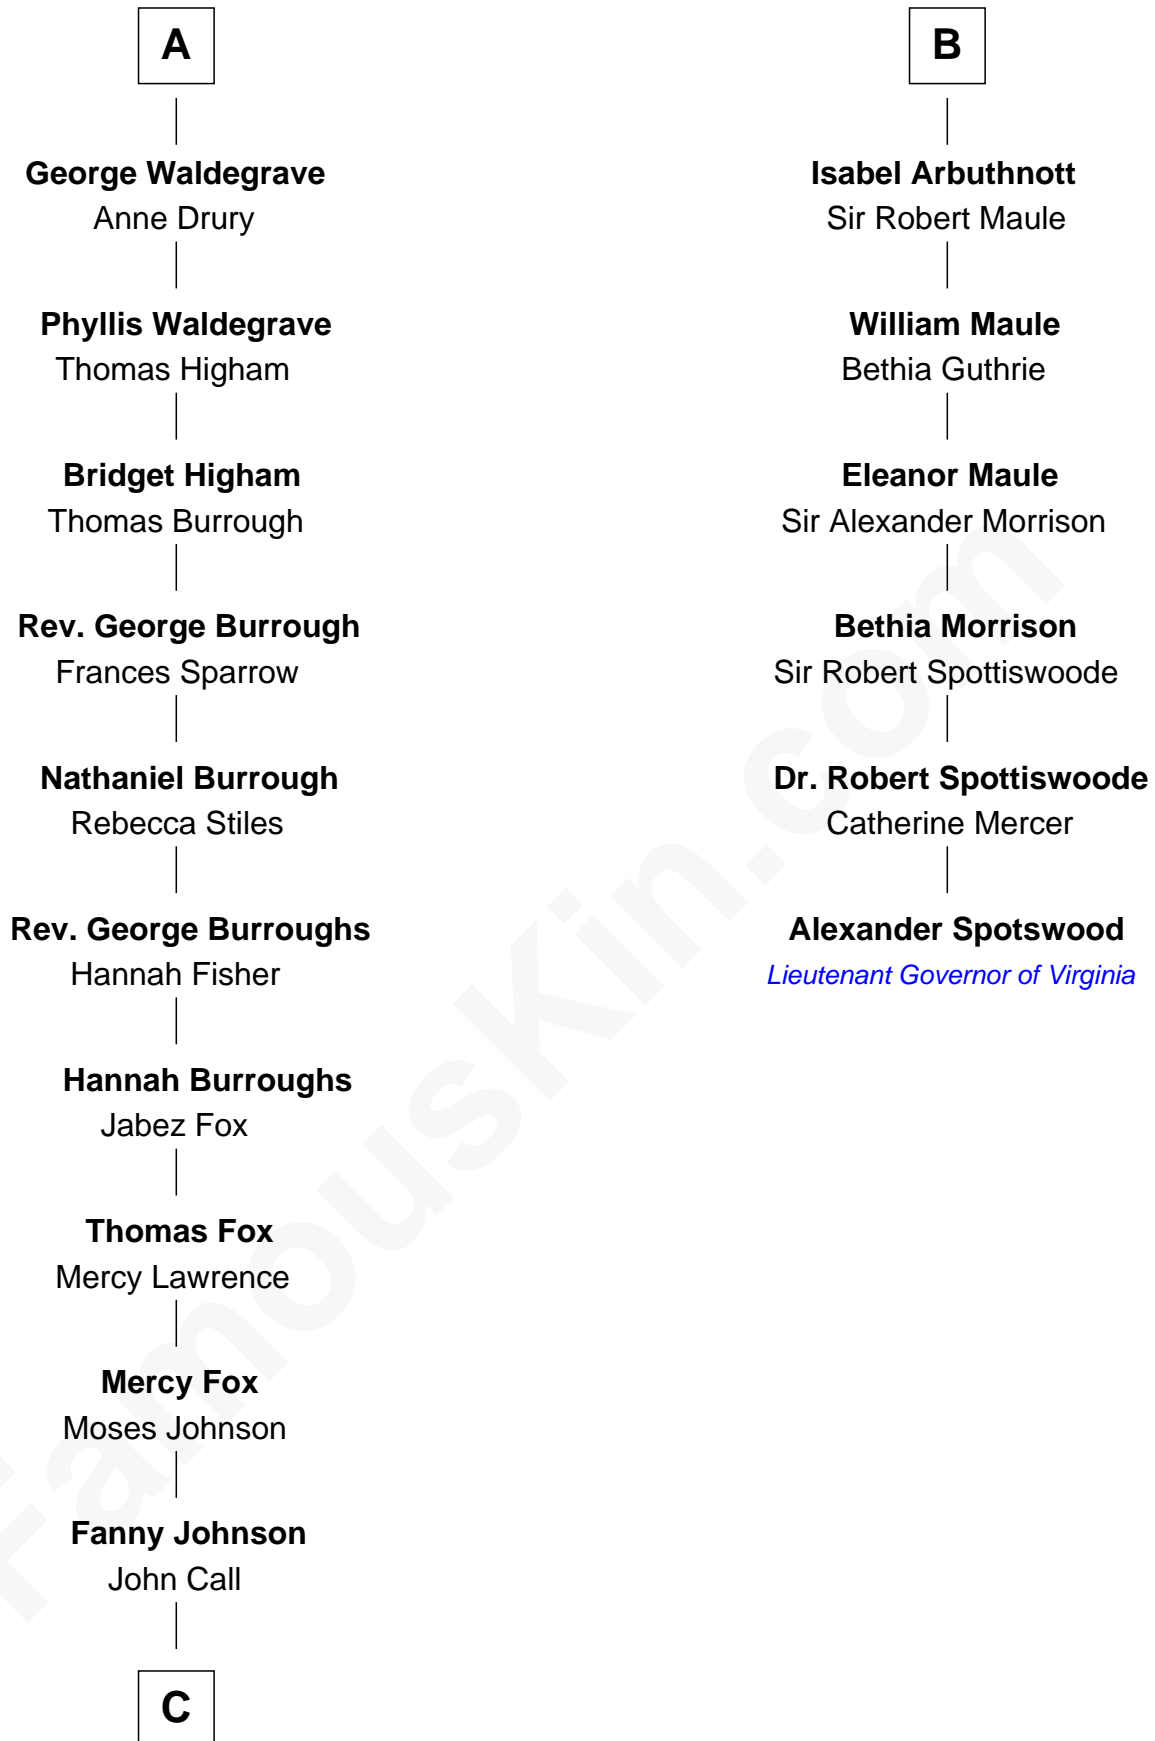 A
George Waldegrave
Anne Drury
Phyllis Waldegrave
Thomas Higham
Bridget Higham
Thomas Burrough
Rev. George Burrough
Frances Sparrow
Nathaniel Burrough
Rebecca Stiles
Rev. George Burroughs
Hannah Fisher
Hannah Burroughs
Jabez Fox
Thomas Fox
Mercy Lawrence
Mercy Fox
Moses Johnson
Fanny Johnson
John Call
C
B
Isabel Arbuthnott
Sir Robert Maule
William Maule
Bethia Guthrie
Eleanor Maule
Sir Alexander Morrison
Bethia Morrison
Sir Robert Spottiswoode
Dr. Robert Spottiswoode
Catherine Mercer
Alexander Spotswood
Lieutenant Governor of Virginia
FamousKin.com